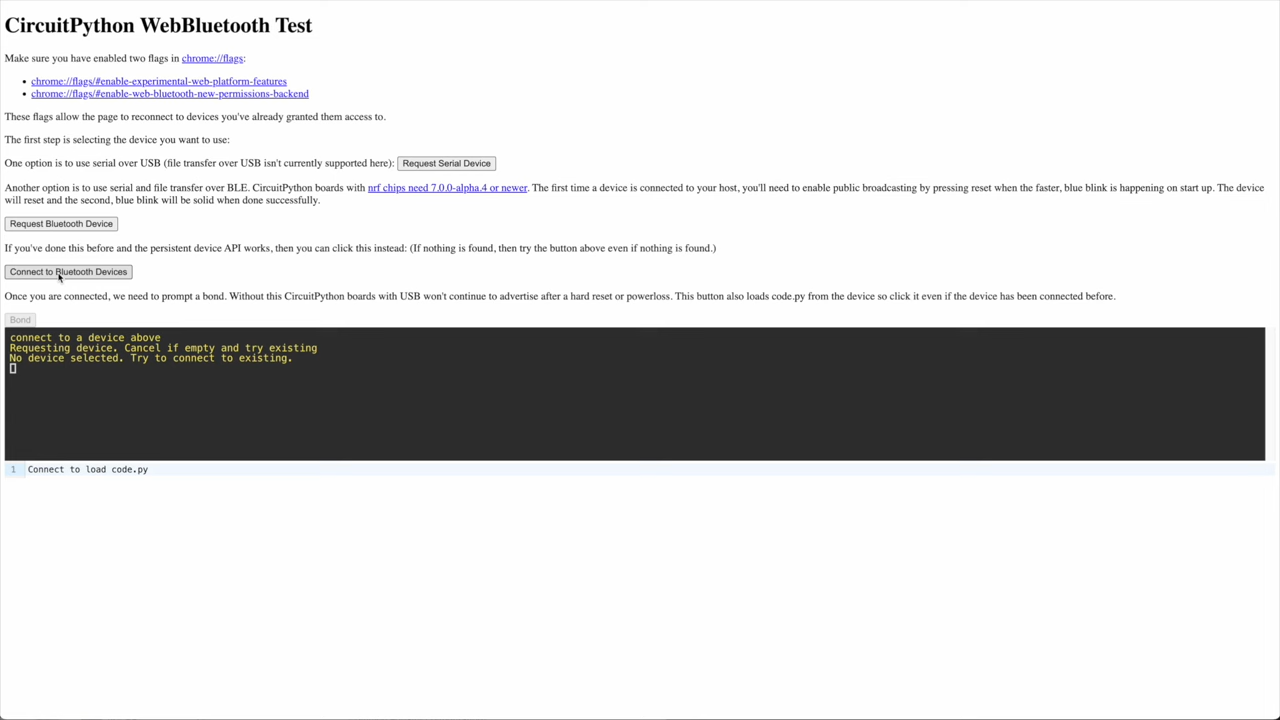 CircuitPython WebBluetooth Test
Make sure you have enabled two flags in chrome://flags:
• chrome://flags/#enable-experimental-web-platform-features
• chrome://flags/#enable-web-bluetooth-new-permissions-backend
These flags allow the page to reconnect to devices you've already granted them access to.
The first step is selecting the device you want to use:
One option is to use serial over USB (file transfer over USB isn't currently supported here): Request Serial Device
Another option is to use serial and file transfer over BLE. CircuitPython boards with nrf chips need 7.0.0-alpha.4 or newer. The first time a device is connected to your host, you'll need to enable public broadcasting by pressing reset when the faster, blue blink is happening on start up. The device
will reset and the second, blue blink will be solid when done successfully.
Request Bluetooth Device
If you've done this before and the persistent device API works, then you can click this instead: (If nothing is found, then try the button above even if nothing is found.)
Connect to Bluetooth Devices
Once you are connected, we need to prompt a bond. Without this CircuitPython boards with USB won't continue to advertise after a hard reset or powerloss. This button also loads code.py from the device so click it even if the device has been connected before.
Bond
connect to a device above
Requesting device. Cancel if empty and try existing
No device selected. Try to connect to existing.
1 Connect to load code.py